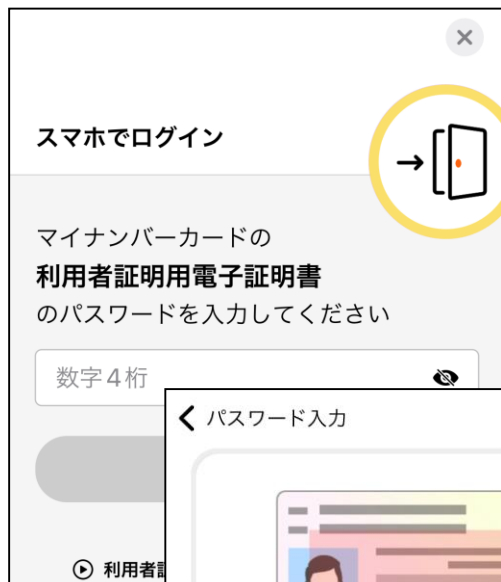 スマホでログイン
マイナンバーカードの
利用者証明用電子証明書
のパスワードを入力してください
数字4桁
パスワード入力
利用者